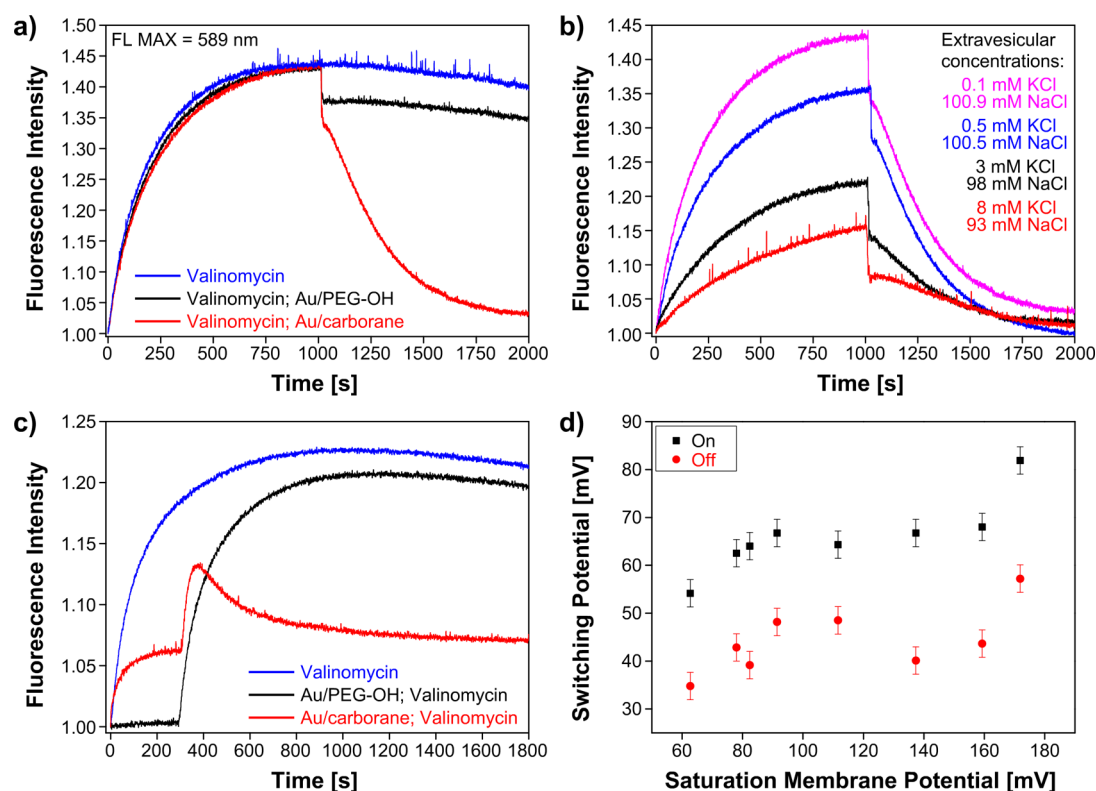 a)
FL MAX = 589 nm
1.50
1.45
1.40
1.35
1.30
1.25
1.20
1.15
1.10
1.05
1.00
Fluorescence Intensity
Valinomycin
Valinomycin; Au/PEG-OH
Valinomycin; Au/carborane
0 250 500 750 1000 1250 1500 1750 2000
Time [s]
b)
1.45
1.40
1.35
1.30
1.25
1.20
1.15
1.10
1.05
1.00
Fluorescence Intensity
Extravesicular
concentrations:
0.1 mM KCl
100.9 mM NaCl
0.5 mM KCl
100.5 mM NaCl
3 mM KCl
98 mM NaCl
8 mM KCl
93 mM NaCl
0 250 500 750 1000 1250 1500 1750 2000
Time [s]
c)
1.25
1.20
1.15
1.10
1.05
1.00
Fluorescence Intensity
Valinomycin
Au/PEG-OH; Valinomycin
Au/carborane; Valinomycin
0 200 400 600 800 1000 1200 1400 1600 1800
Time [s]
d)
90
80
70
60
50
40
30
Switching Potential [mV]
On
Off
60 80 100 120 140 160 180
Saturation Membrane Potential [mV]